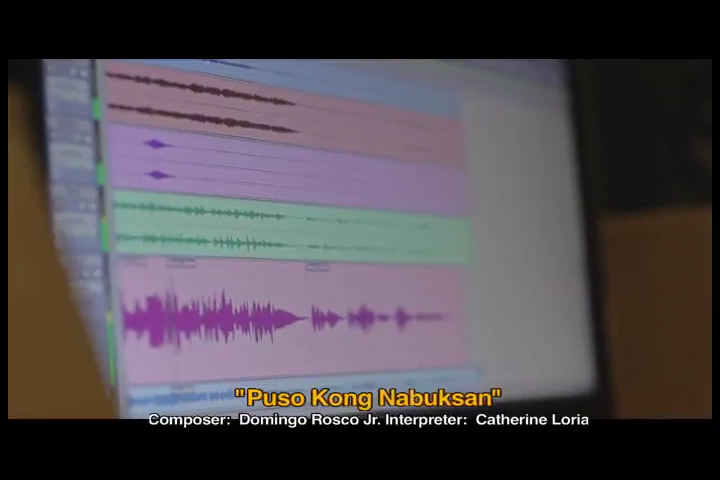 "Puso Kong Nabuksan"
Composer: Domingo Rosco Jr. Interpreter: Catherine Loria